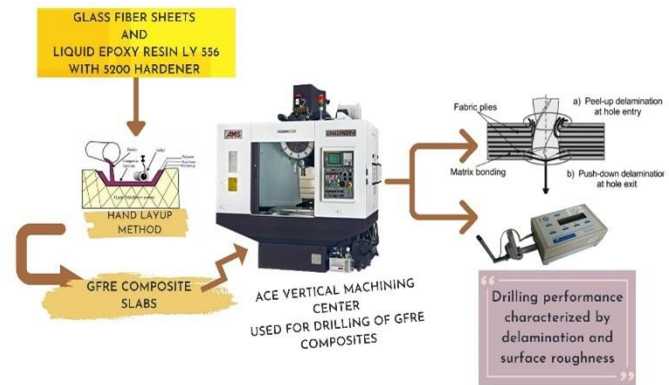 GLASS FIBER SHEETS
AND
LIQUID EPOXY RESIN LY 556
WITH 5200 HARDENER
HAND LAYUP
METHOD
GFRE COMPOSITE
SLABS
AMS
ACE VERTICAL MACHINING
CENTER
USED FOR DRILLING OF GFRE
COMPOSITES
Fabric plies
a) Peel-up delamination
at hole entry
Matrix bonding
b) Push-down delamination
at hole exit
Drilling performance
characterized by
delamination and
surface roughness